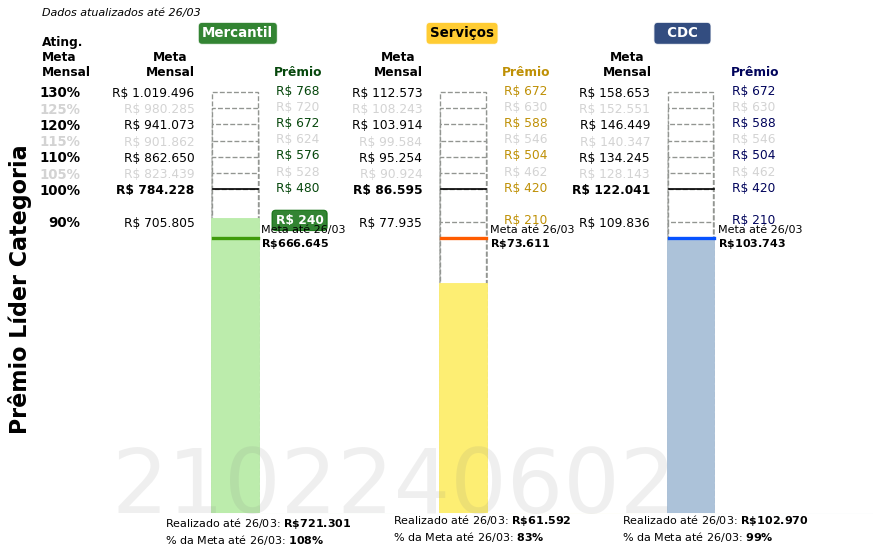 Dados atualizados até 26/03
Mercantil Serviços CDC
Ating.
Meta
Mensal
Meta
Mensal
Prêmio
Meta
Mensal
Prêmio
Meta
Mensal
Prêmio
130% R$ 1.019.496 R$ 768 R$ 112.573 R$ 672 R$ 158.653 R$ 672
125% R$ 980.285 R$ 720 R$ 108.243 R$ 630 R$ 152.551 R$ 630
120% R$ 941.073 R$ 672 R$ 103.914 R$ 588 R$ 146.449 R$ 588
115% R$ 901.862 R$ 624 R$ 99.584 R$ 546 R$ 140.347 R$ 546
110% R$ 862.650 R$ 576 R$ 95.254 R$ 504 R$ 134.245 R$ 504
105% R$ 823.439 R$ 528 R$ 90.924 R$ 462 R$ 128.143 R$ 462
100% R$ 784.228 R$ 480 R$ 86.595 R$ 420 R$ 122.041 R$ 420
90% R$ 705.805 R$ 240 R$ 77.935 R$ 210 R$ 109.836 R$ 210
Meta até 26/03
R$666.645
Meta até 26/03
R$73.611
Meta até 26/03
R$103.743
Prêmio Líder Categoria
2102240602
Realizado até 26/03: R$721.301
% da Meta até 26/03: 108%
Realizado até 26/03: R$61.592
% da Meta até 26/03: 83%
Realizado até 26/03: R$102.970
% da Meta até 26/03: 99%